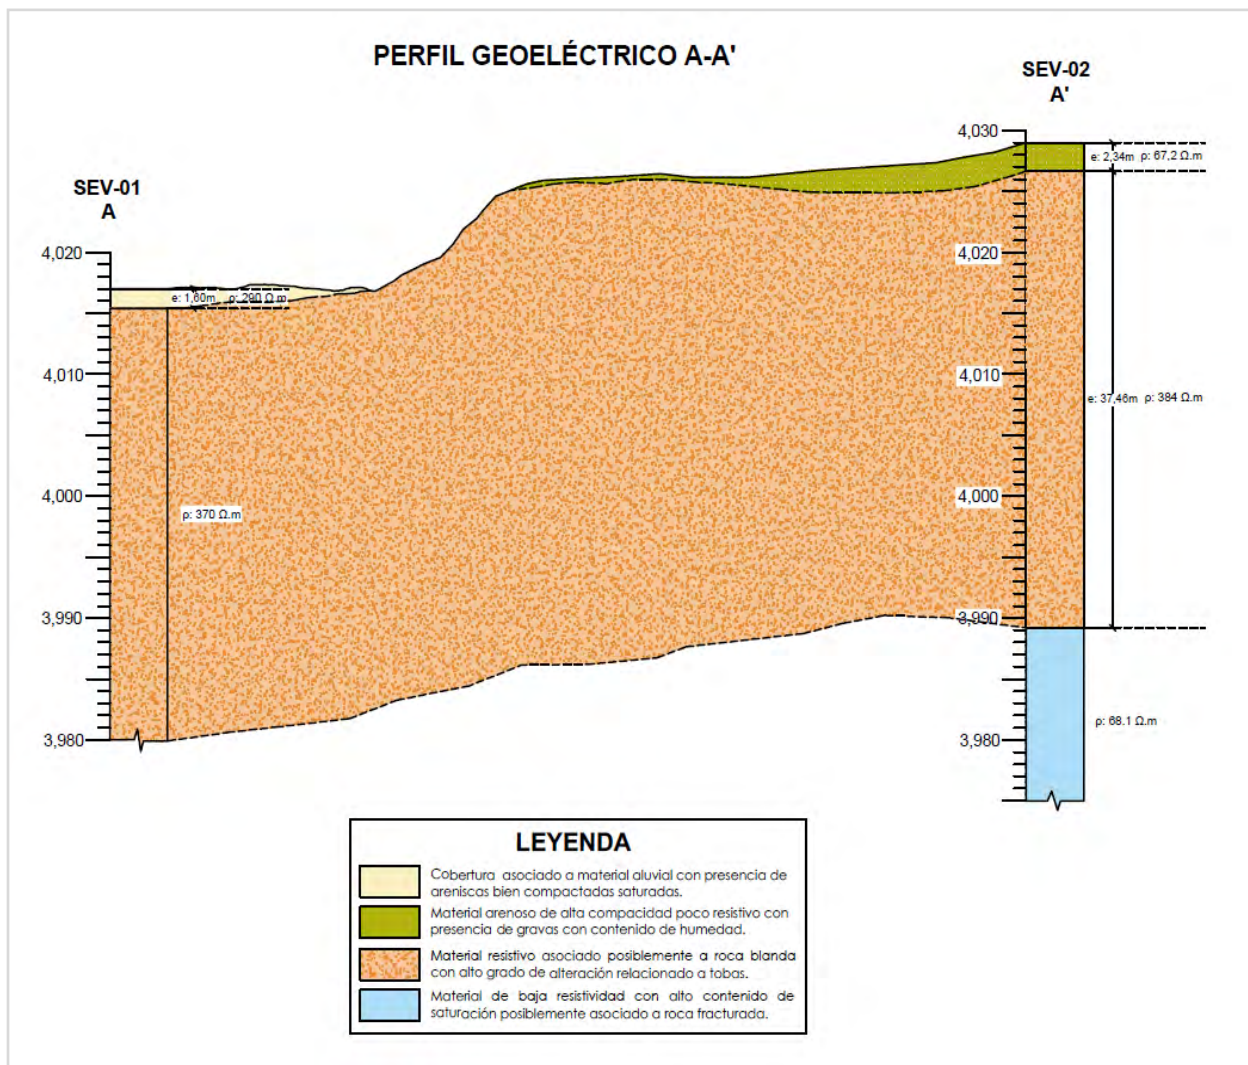 PERFIL GEOELÉCTRICO A-A'
SEV-02
A'
SEV-01
A
4,030
e: 2,34m ρ: 67,2 Ω.m
4,020
4,020
e: 1,60m ρ: 290 Ω.m
4,010
4,010
e: 37,46m ρ: 384 Ω.m
4,000
4,000
ρ: 370 Ω.m
3,990
3,990
3,980
3,980
ρ: 68.1 Ω.m
LEYENDA
Cobertura asociado a material aluvial con presencia de
areniscas bien compactadas saturadas.
Material arenoso de alta compacidad poco resistivo con
presencia de gravas con contenido de humedad.
Material resistivo asociado posiblemente a roca blanda
con alto grado de alteración relacionado a tobas.
Material de baja resistividad con alto contenido de
saturación posiblemente asociado a roca fracturada.